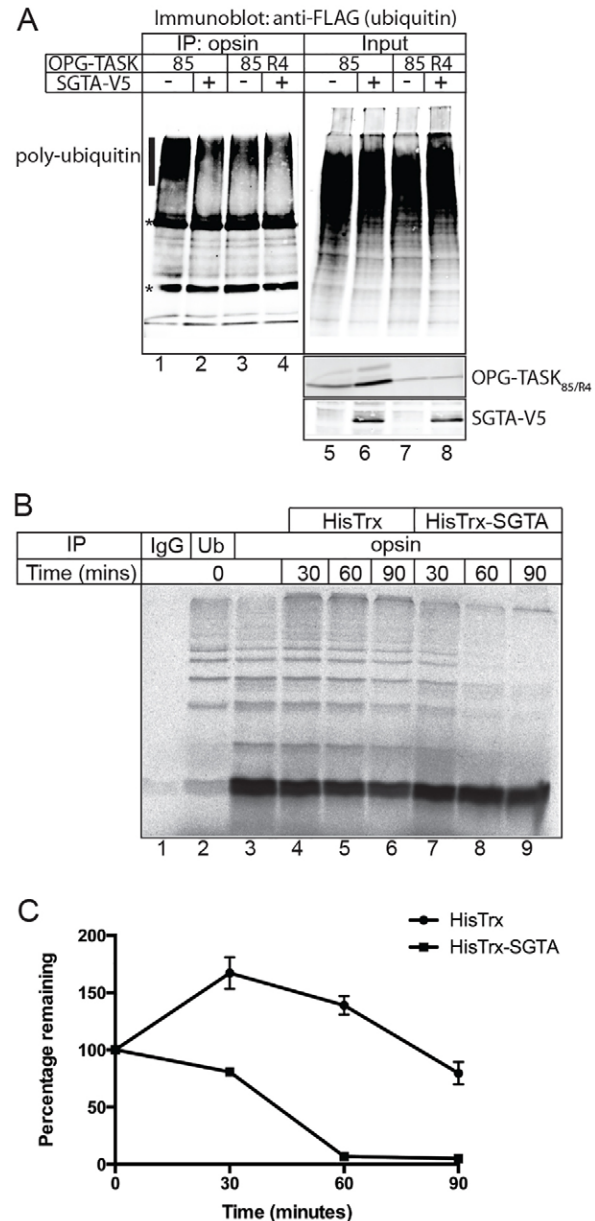 A
Immunoblot: anti-FLAG (ubiquitin)
IP: opsin Input
OPG-TASK 85 85 R4 85 85 R4
SGTA-V5 - + - + - + - +
poly-ubiquitin
*
*
1 2 3 4
OPG-TASK85/R4
SGTA-V5
5 6 7 8
B
HisTrx HisTrx-SGTA
IP IgG Ub opsin
Time (mins) 0 30 60 90 30 60 90
1 2 3 4 5 6 7 8 9
C
HisTrx
HisTrx-SGTA
200
150
100
50
0
Percentage remaining
0 30 60 90
Time (minutes)